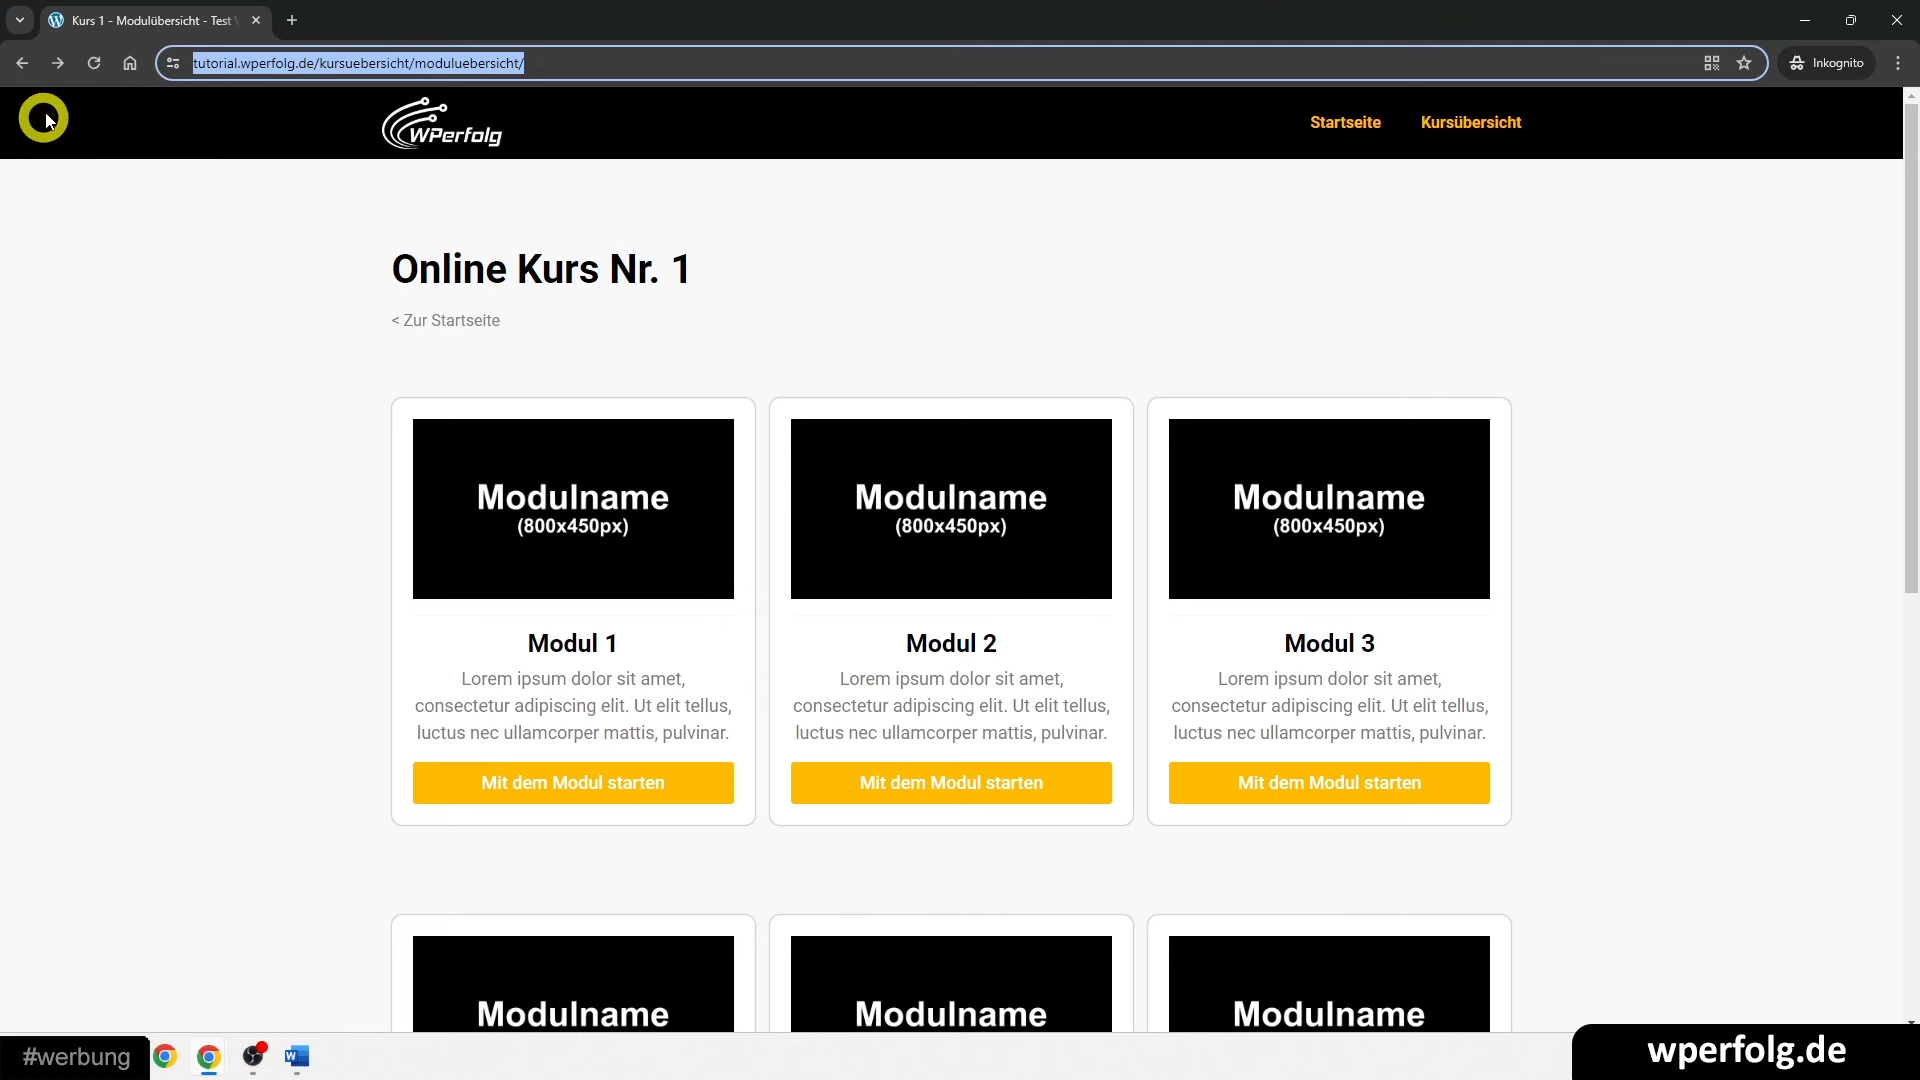 Kurs 1 - Modulübersicht - Test
tutorial.wperfolg.de/kursuebersicht/moduluebersicht/
Inkognito
WPerfolg
Startseite
Kursübersicht
Online Kurs Nr. 1
< Zur Startseite
Modulname
(800x450px)
Modul 1
Lorem ipsum dolor sit amet,
consectetur adipiscing elit. Ut elit tellus,
luctus nec ullamcorper mattis, pulvinar.
Mit dem Modul starten
Modulname
(800x450px)
Modul 2
Lorem ipsum dolor sit amet,
consectetur adipiscing elit. Ut elit tellus,
luctus nec ullamcorper mattis, pulvinar.
Mit dem Modul starten
Modulname
(800x450px)
Modul 3
Lorem ipsum dolor sit amet,
consectetur adipiscing elit. Ut elit tellus,
luctus nec ullamcorper mattis, pulvinar.
Mit dem Modul starten
Modulname
Modulname
Modulname
#werbung
wperfolg.de